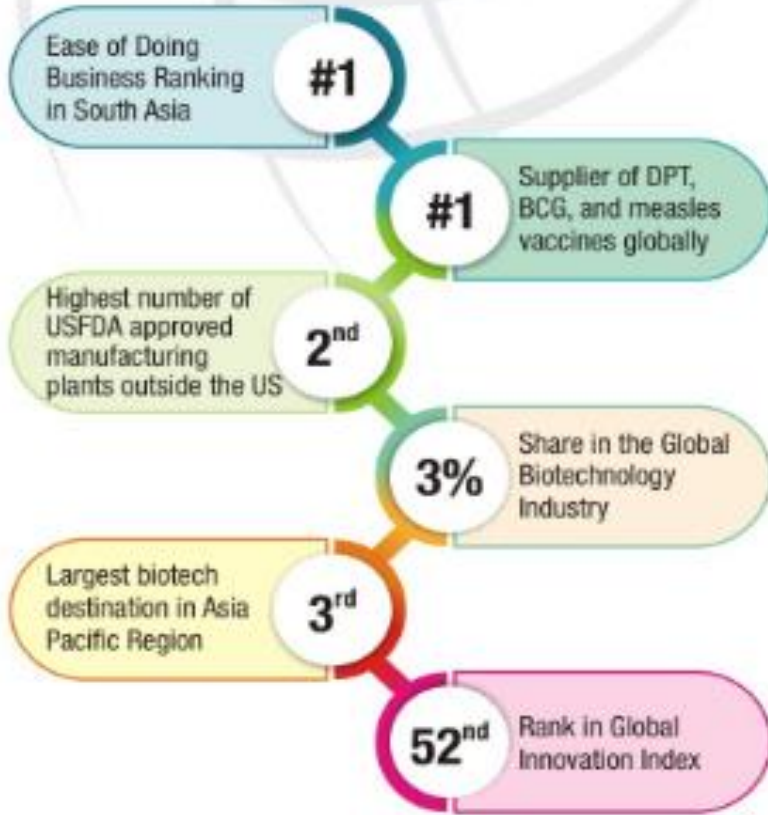 Ease of Doing
Business Ranking
in South Asia
#1
#1
Supplier of DPT,
BCG, and measles
vaccines globally
Highest number of
USFDA approved
manufacturing
plants outside the US
2nd
3%
Share in the Global
Biotechnology
Industry
Largest biotech
destination in Asia
Pacific Region
3rd
52nd
Rank in Global
Innovation Index